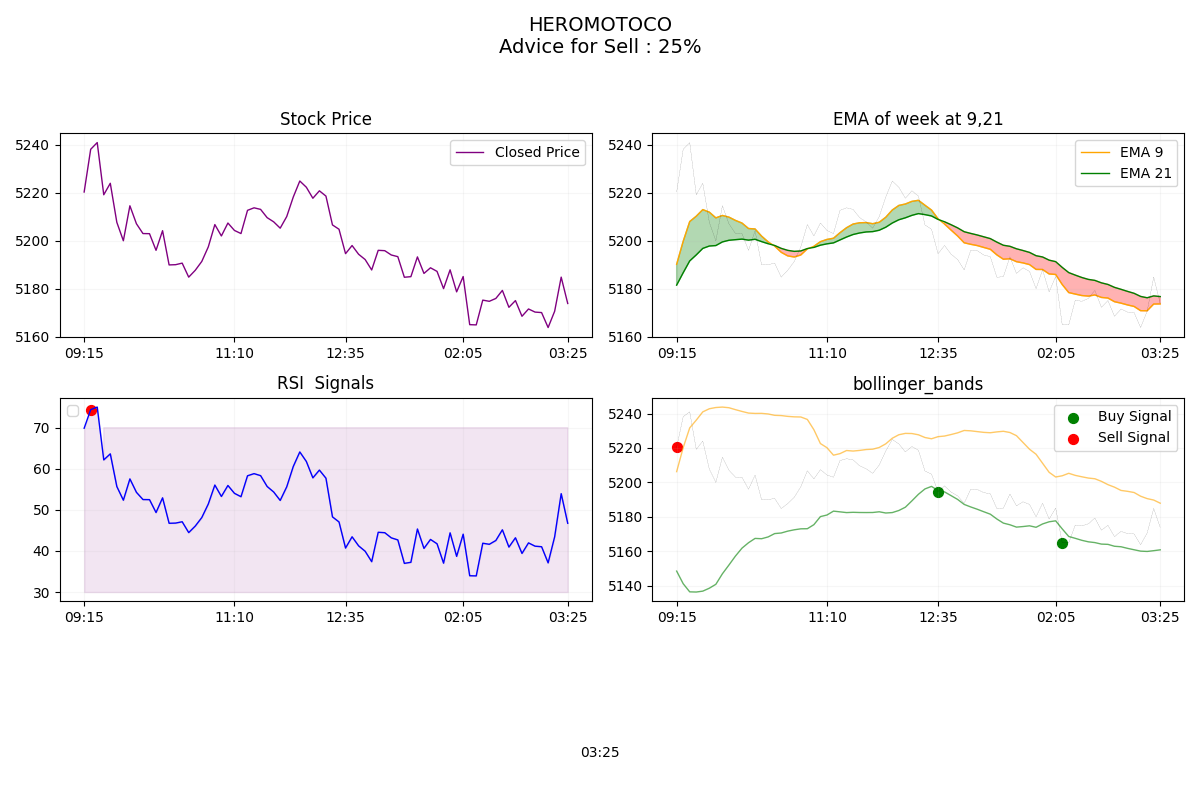 HEROMOTOCO
Advice for Sell : 25%
Stock Price
5240
5220
5200
5180
5160
Closed Price
09:15 11:10 12:35 02:05 03:25
EMA of week at 9,21
5240
5220
5200
5180
5160
EMA 9
EMA 21
09:15 11:10 12:35 02:05 03:25
RSI  Signals
70
60
50
40
30
09:15 11:10 12:35 02:05 03:25
bollinger_bands
5240
5220
5200
5180
5160
5140
Buy Signal
Sell Signal
09:15 11:10 12:35 02:05 03:25
03:25